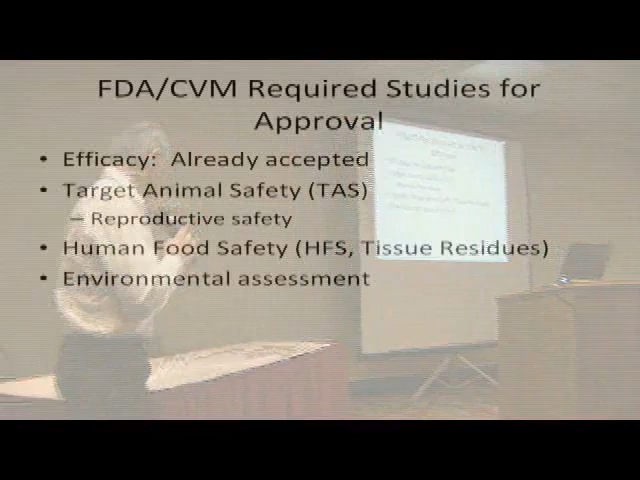 FDA/CVM Required Studies for
Approval
• Efficacy: Already accepted
• Target Animal Safety (TAS)
– Reproductive safety
• Human Food Safety (HFS, Tissue Residues)
• Environmental assessment